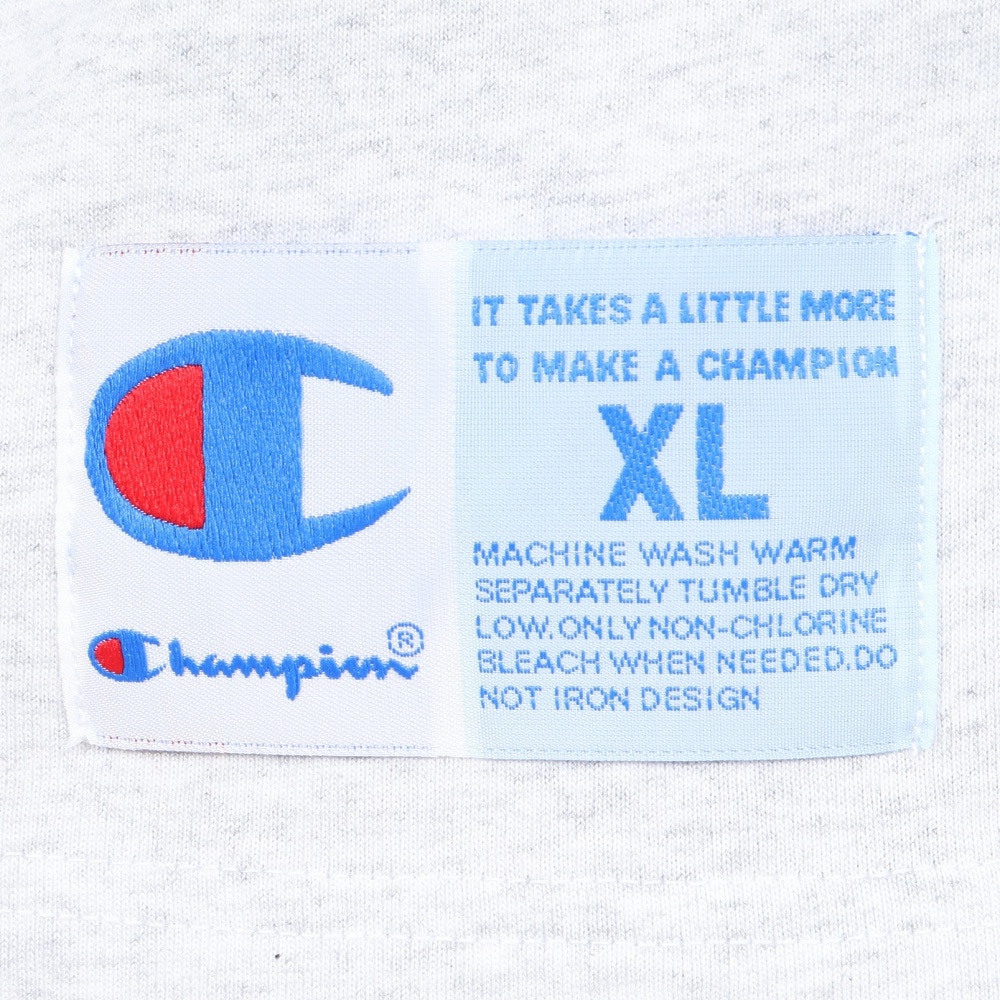 Champion®
IT TAKES A LITTLE MORE
TO MAKE A CHAMPION
XL
MACHINE WASH WARM
SEPARATELY TUMBLE DRY
LOW.ONLY NON-CHLORINE
BLEACH WHEN NEEDED.DO
NOT IRON DESIGN